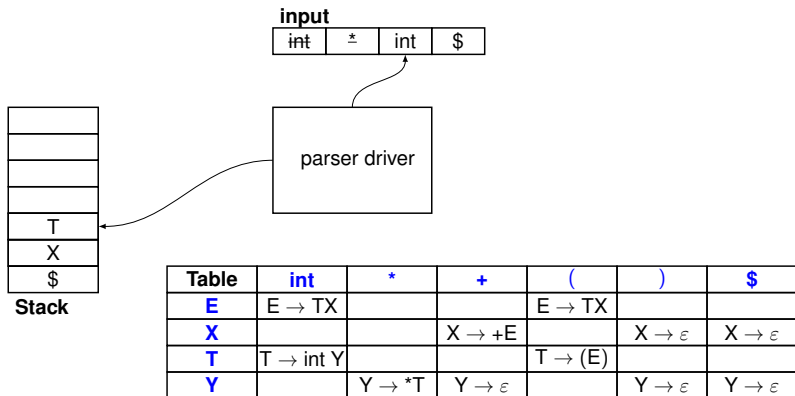 input
int * int $
parser driver
T
X
$
Stack
Table int * + ( ) $
E E → TX E → TX
X X → +E X → ε X → ε
T T → int Y T → (E)
Y Y → *T Y → ε Y → ε Y → ε